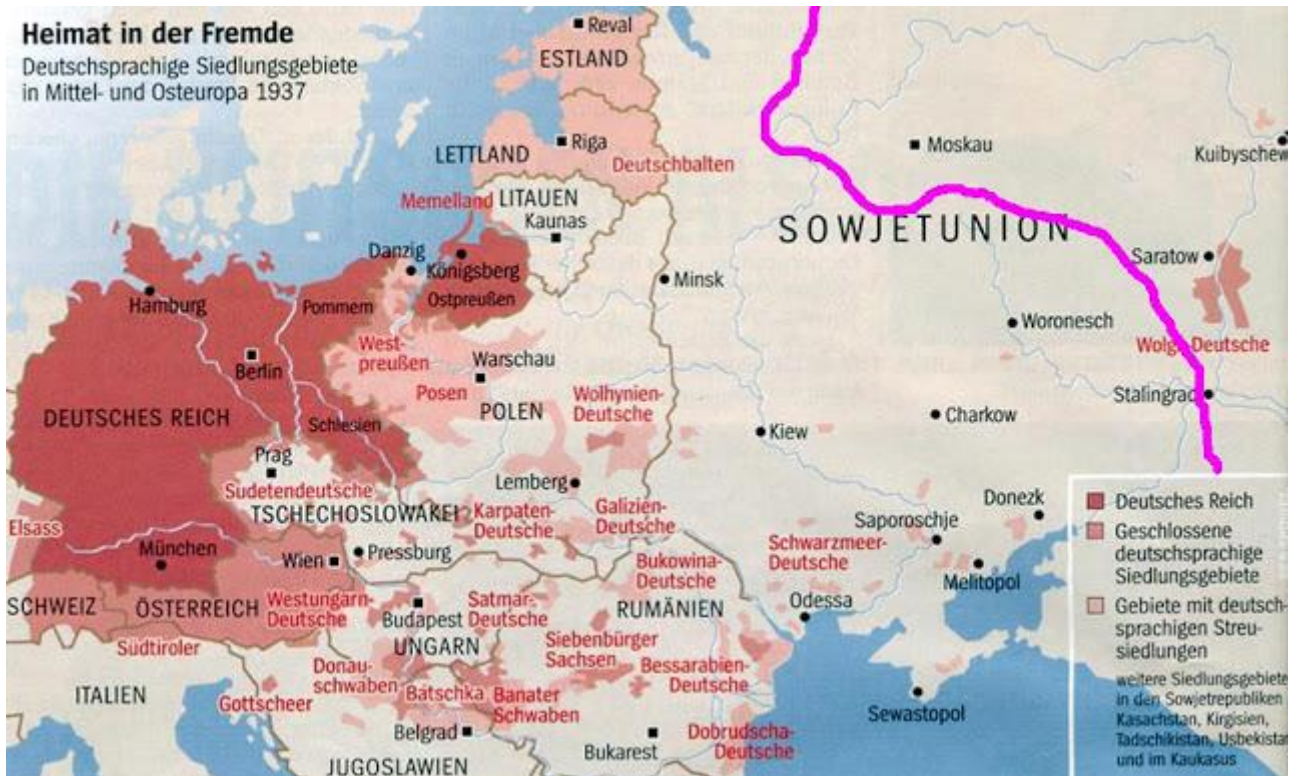 Heimat in der Fremde
Deutschsprachige Siedlungsgebiete
in Mittel- und Osteuropa 1937
Reval
ESTLAND
Riga
LETTLAND
Deutschbalten
Moskau
Kuibyschew
Memelland
LITAUEN
Kaunas
SOWJETUNION
Danzig
Königsberg
Ostpreußen
Minsk
Saratow
Hamburg
Pommern
Woronesch
Wolga-Deutsche
West-
preußen
Warschau
Berlin
Posen
POLEN
Wolhynien-
Deutsche
Stalingrad
DEUTSCHES REICH
Schlesien
Charkow
Kiew
Prag
Sudetendeutsche
Lemberg
TSCHECHOSLOWAKEI
Karpaten-
Deutsche
Galizien-
Deutsche
Donezk
Saporoschje
Elsass
München
Wien
Pressburg
Bukowina-
Deutsche
Schwarzmeer-
Deutsche
Melitopol
SCHWEIZ
ÖSTERREICH
Westungarn-
Deutsche
Budapest
Satmar-
Deutsche
RUMÄNIEN
Odessa
Südtiroler
UNGARN
Siebenbürger
Sachsen
Donau-
schwaben
Bessarabien-
Deutsche
ITALIEN
Gottscheer
Batschka
Banater
Schwaben
Sewastopol
Belgrad
Bukarest
Dobrudscha-
Deutsche
JUGOSLAWIEN
Deutsches Reich
Geschlossene
deutschsprachige
Siedlungsgebiete
Gebiete mit deutsch-
sprachigen Streu-
siedlungen
weitere Siedlungsgebiete
in den Sowjetrepubliken
Kasachstan, Kirgisien,
Tadschikistan, Usbekistan
und im Kaukasus